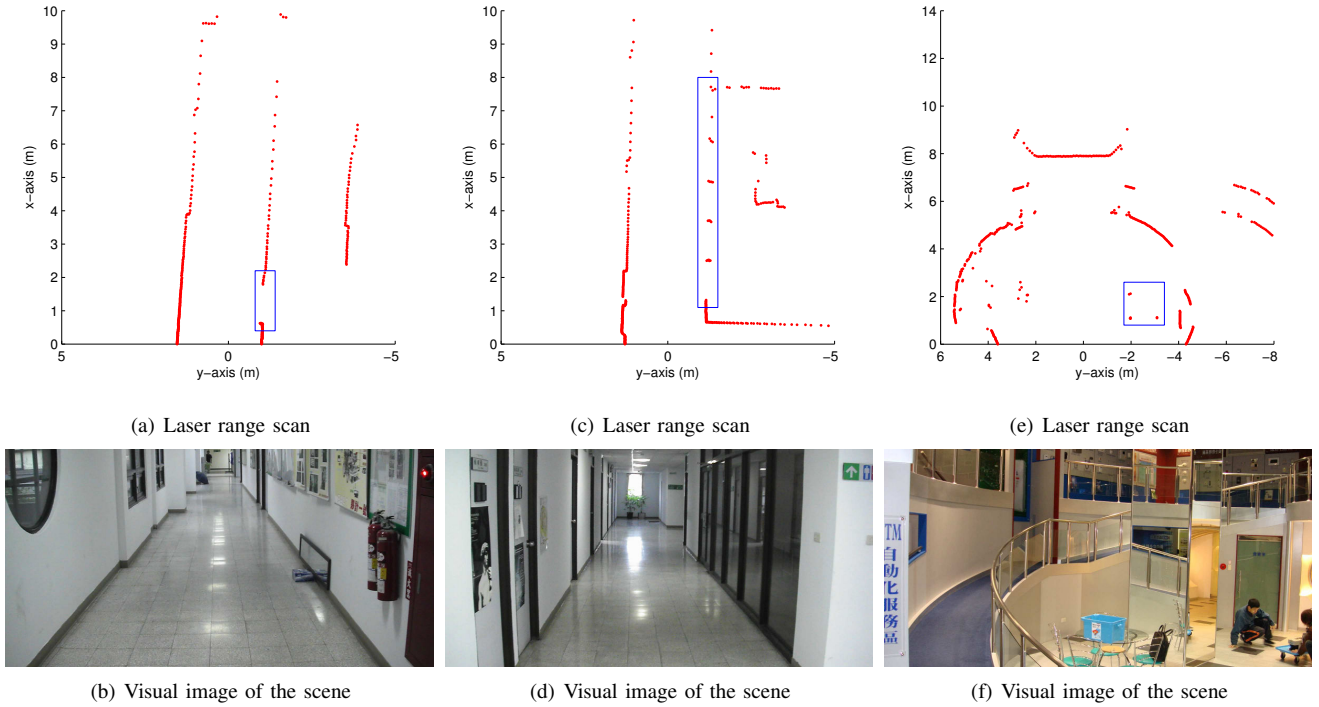 10
9
8
7
6
5
4
3
2
1
0
x−axis (m)
5 0 −5
y−axis (m)
(a) Laser range scan
10
9
8
7
6
5
4
3
2
1
0
x−axis (m)
5 0 −5
y−axis (m)
(c) Laser range scan
14
12
10
8
6
4
2
0
x−axis (m)
6 4 2 0 −2 −4 −6 −8
y−axis (m)
(e) Laser range scan
TM
自
動
化
服
務
品
(b) Visual image of the scene
(d) Visual image of the scene
(f) Visual image of the scene